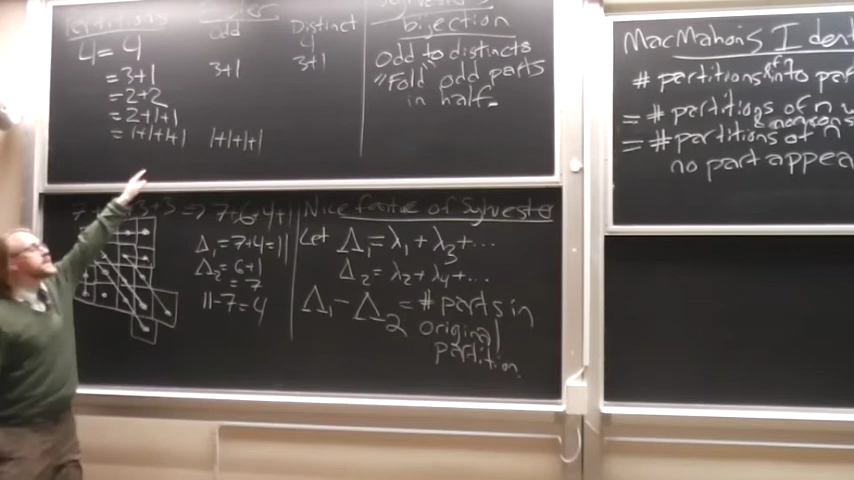 Partitions
4 = 4
= 3+1
= 2+2
= 2+1+1
= 1+1+1+1
Odd
3+1
1+1+1+1
Distinct
4
3+1
bijection
Odd to distincts
"Fold" odd parts
in half.
MacMahon's I
# partitions of n into
= # partitions of n
& noncons
= # partitions of n
no part appea
=> 7+6+4+1
Δ₁=7+4=11
Δ₂=6+1
=7
11-7=4
Nice feature of Sylvester
Let Δ₁=λ₁+λ₃+...
Δ₂=λ₂+λ₄+...
Δ₁-Δ₂ = # parts in
original
partition.